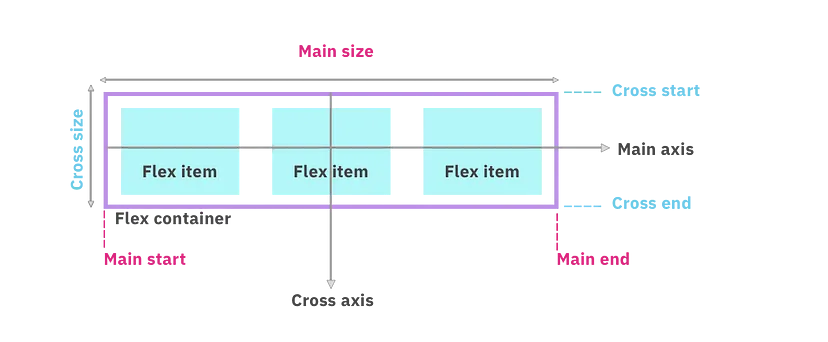 Main size
Cross start
Cross size
Main axis
Flex item
Flex item
Flex item
Cross end
Flex container
Main start
Main end
Cross axis